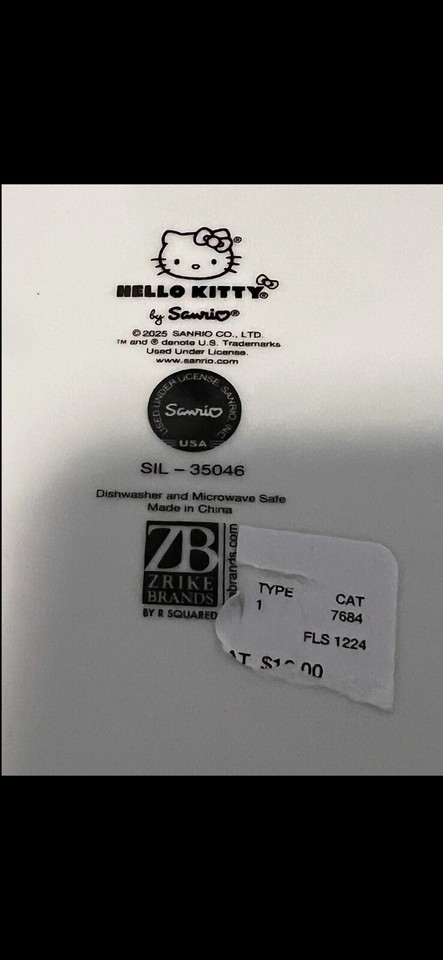 HELLO KITTY®
by Sanrio®
© 2025 SANRIO CO., LTD.
™ and ® denote U.S. Trademarks
Used Under License.
www.sanrio.com
USED UNDER LICENSE, SANRIO, INC.
Sanrio
USA
SIL – 35046
Dishwasher and Microwave Safe
Made in China
ZB
ZRIKE
BRANDS
BY R SQUARED
brands.com
TYPE
1
CAT
7684
FLS 1224